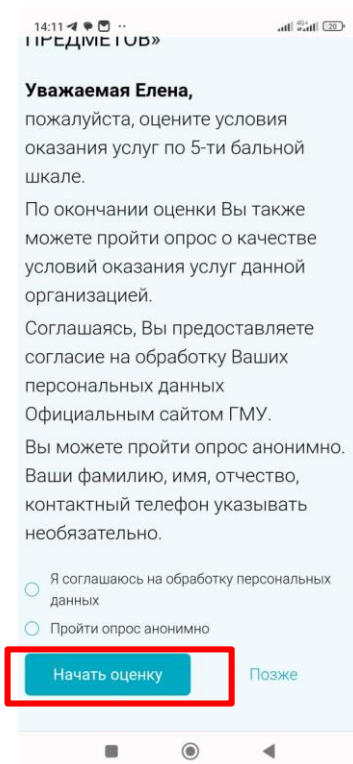 14:11
4G+
20
ПРЕДМЕТОВ»
Уважаемая Елена,
пожалуйста, оцените условия
оказания услуг по 5-ти бальной
шкале.
По окончании оценки Вы также
можете пройти опрос о качестве
условий оказания услуг данной
организацией.
Соглашаясь, Вы предоставляете
согласие на обработку Ваших
персональных данных
Официальным сайтом ГМУ.
Вы можете пройти опрос анонимно.
Ваши фамилию, имя, отчество,
контактный телефон указывать
необязательно.
Я соглашаюсь на обработку персональных
данных
Пройти опрос анонимно
Начать оценку
Позже